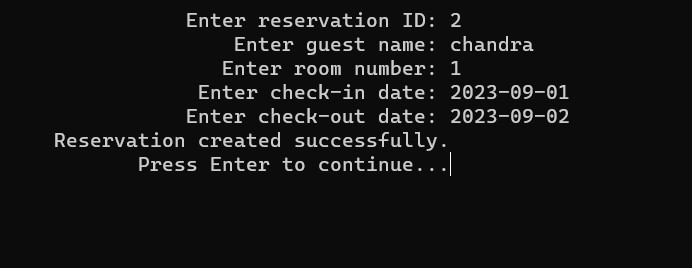 Enter reservation ID: 2
Enter guest name: chandra
Enter room number: 1
Enter check-in date: 2023-09-01
Enter check-out date: 2023-09-02
Reservation created successfully.
Press Enter to continue...